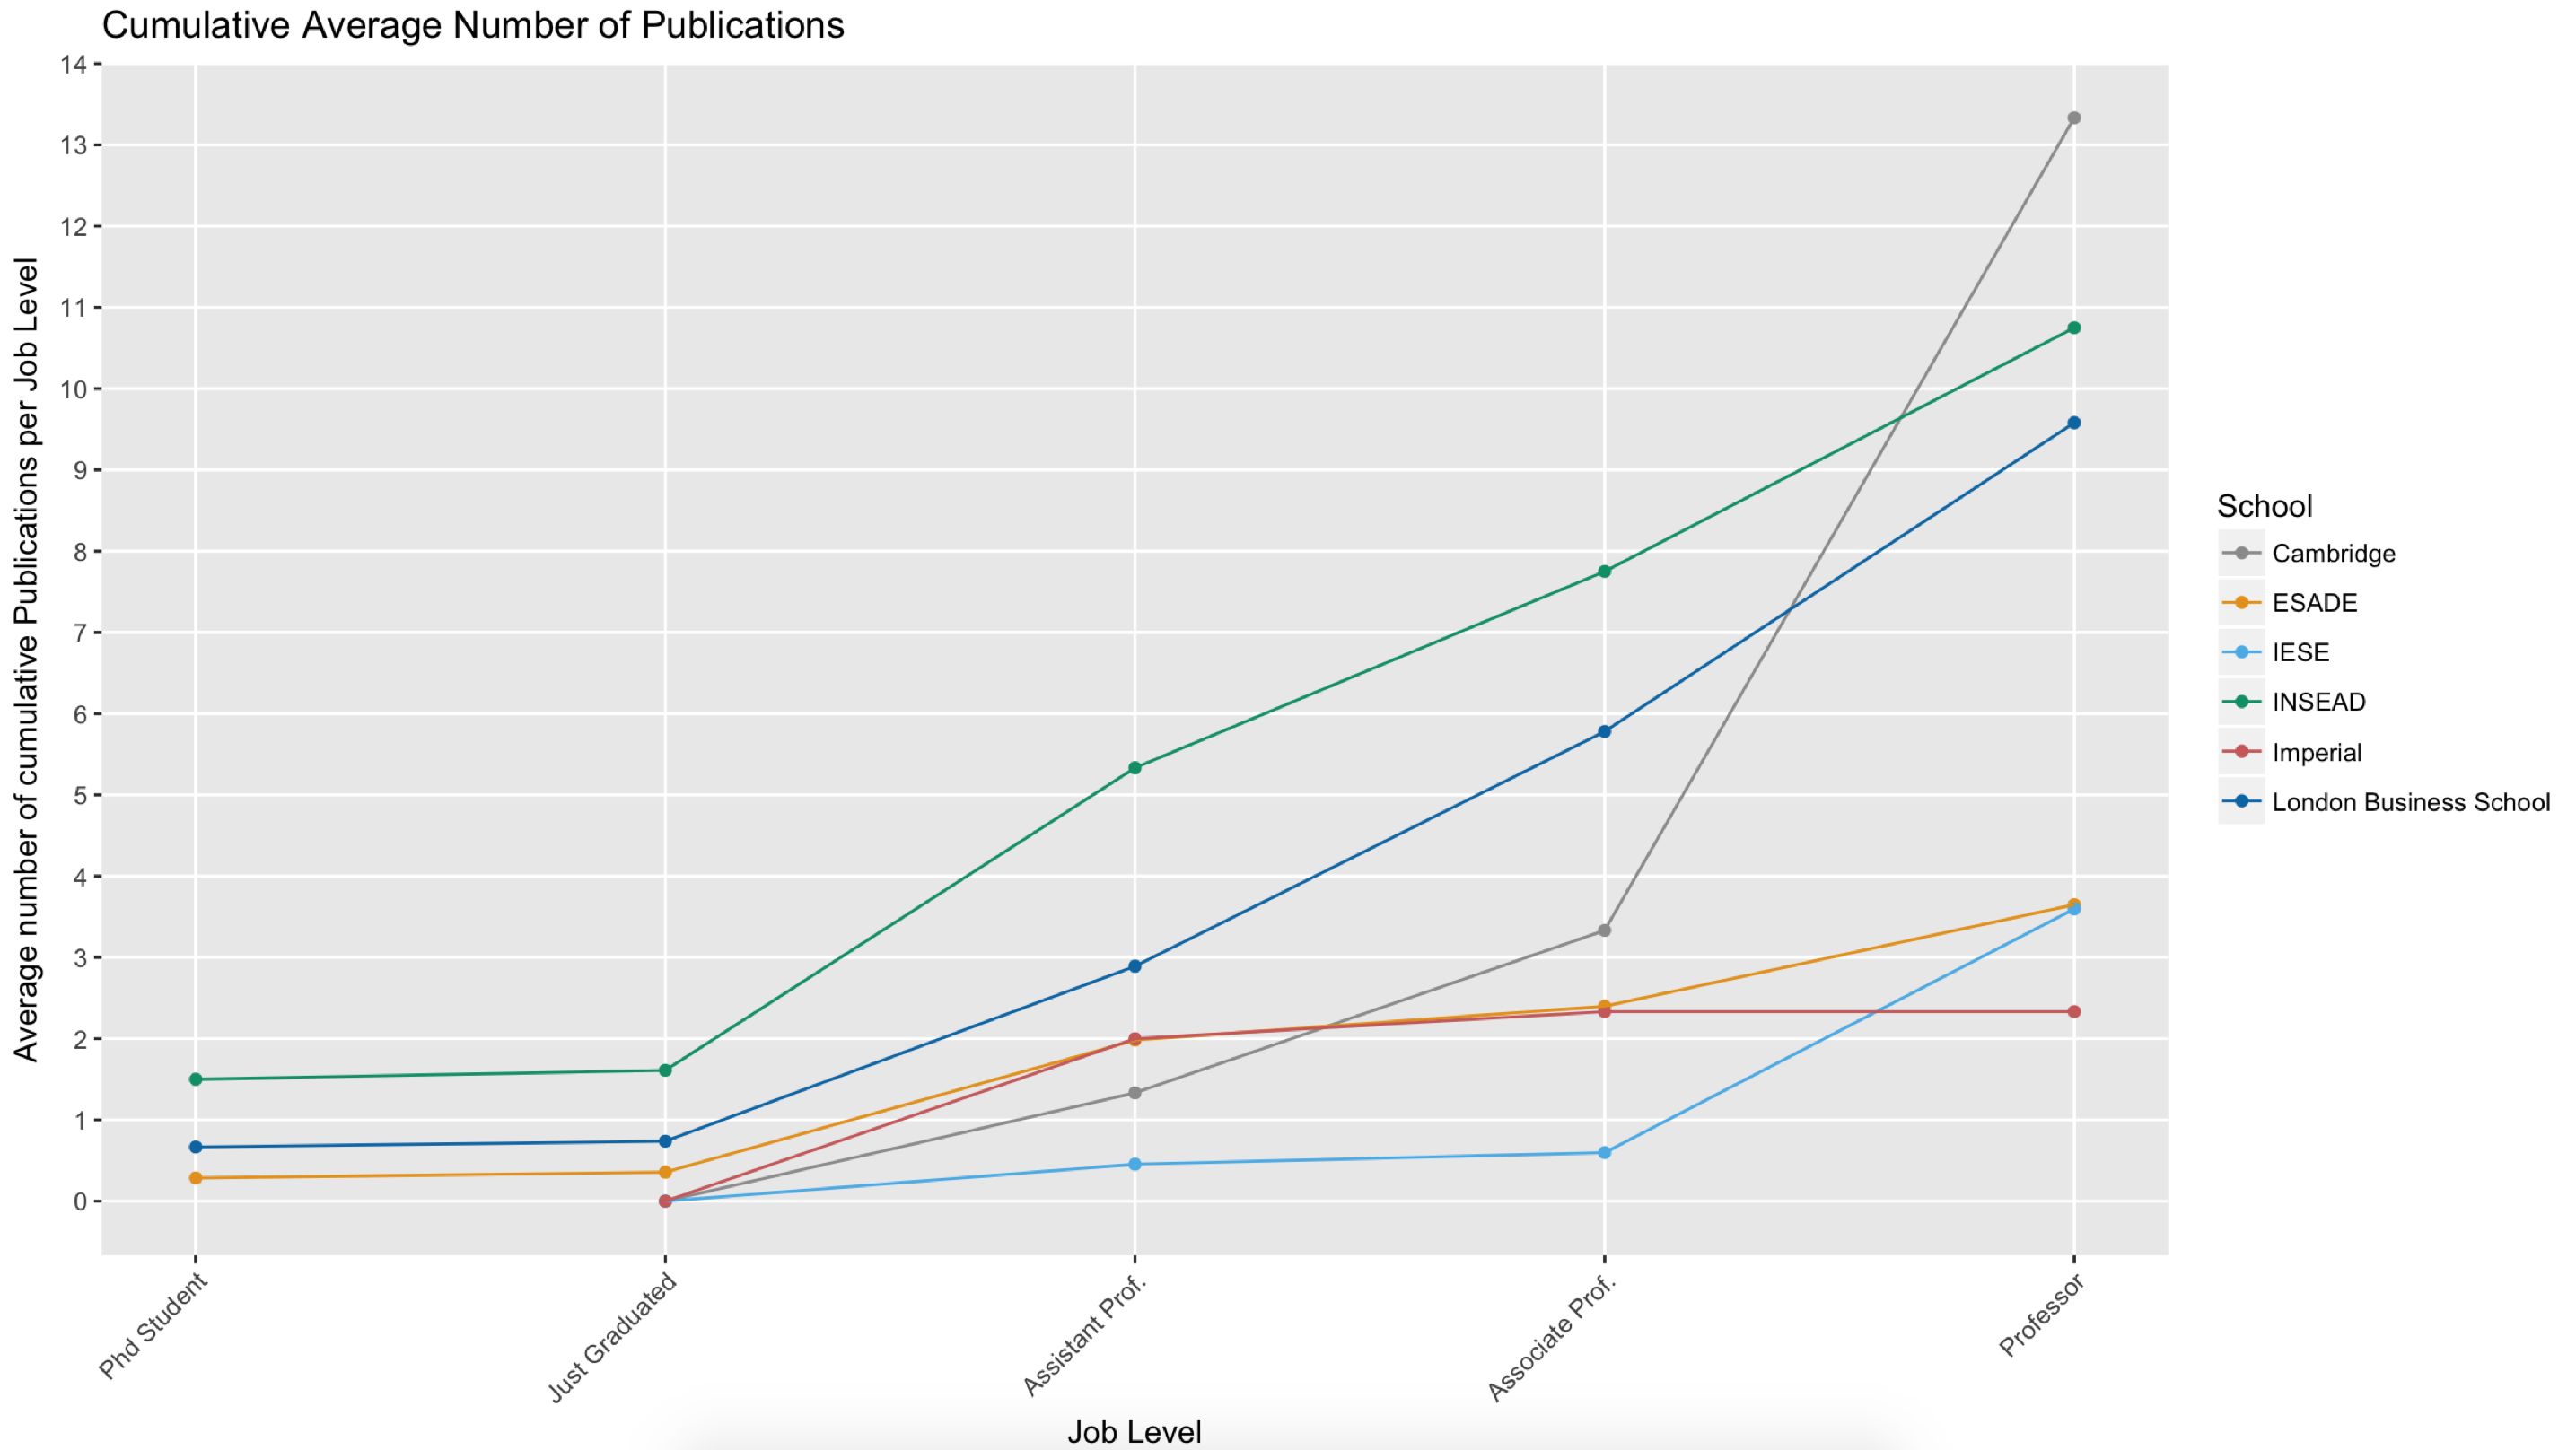 Cumulative Average Number of Publications
Average number of cumulative Publications per Job Level
14
13
12
11
10
9
8
7
6
5
4
3
2
1
0
Phd Student
Just Graduated
Assistant Prof.
Associate Prof.
Professor
Job Level
School
Cambridge
ESADE
IESE
INSEAD
Imperial
London Business School